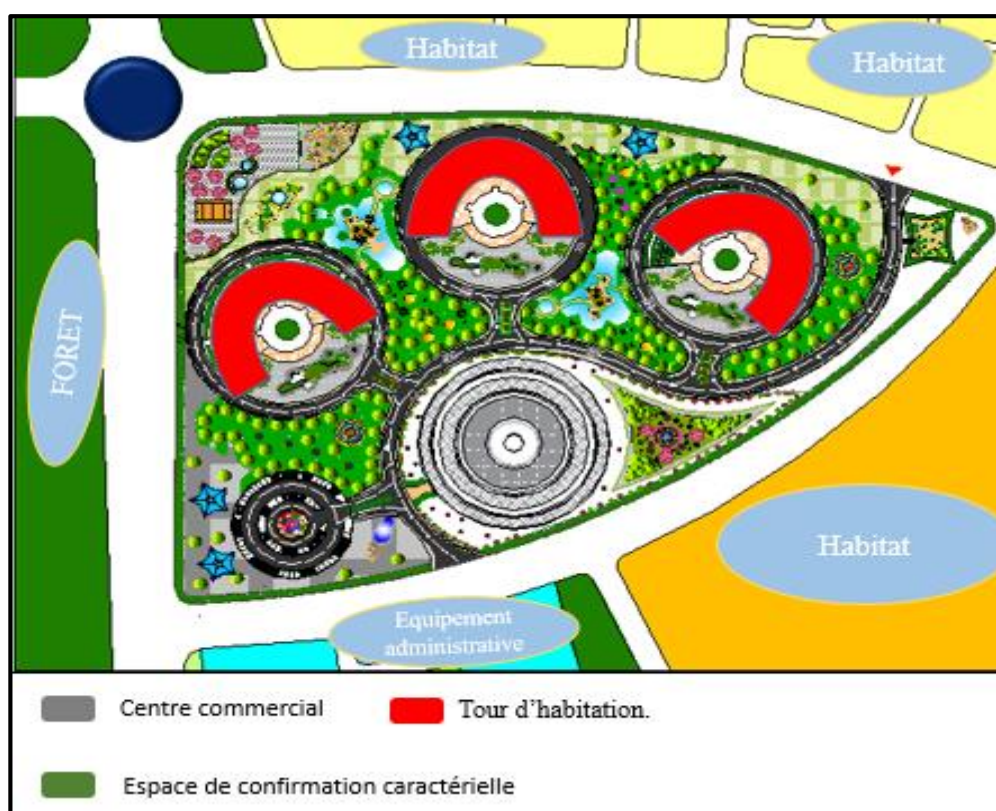 Habitat
Habitat
FORET
Habitat
Equipement
administrative
Centre commercial
Tour d’habitation.
Espace de confirmation caractérielle